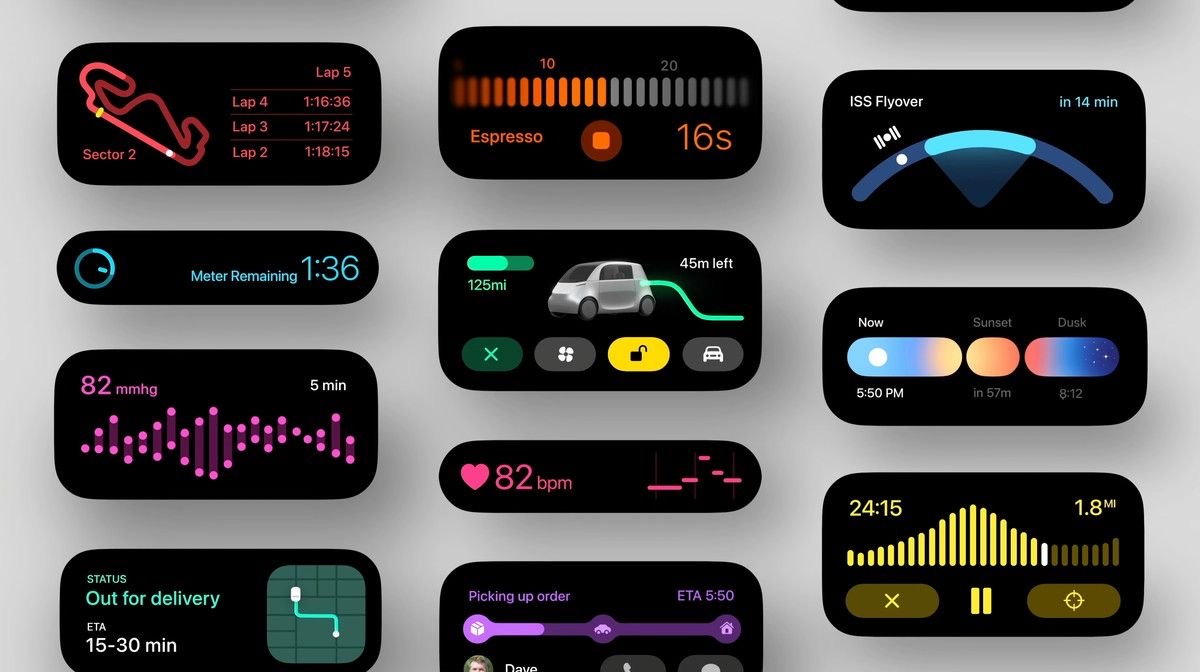 Lap 5
Lap 4 1:16:36
Lap 3 1:17:24
Lap 2 1:18:15
Sector 2
Meter Remaining 1:36
82 mmhg
5 min
STATUS
Out for delivery
ETA
15-30 min
10 20
Espresso
16s
125mi
45m left
82 bpm
Picking up order
ETA 5:50
Dave
ISS Flyover
in 14 min
Now Sunset Dusk
5:50 PM in 57m 8:12
24:15
1.8MI